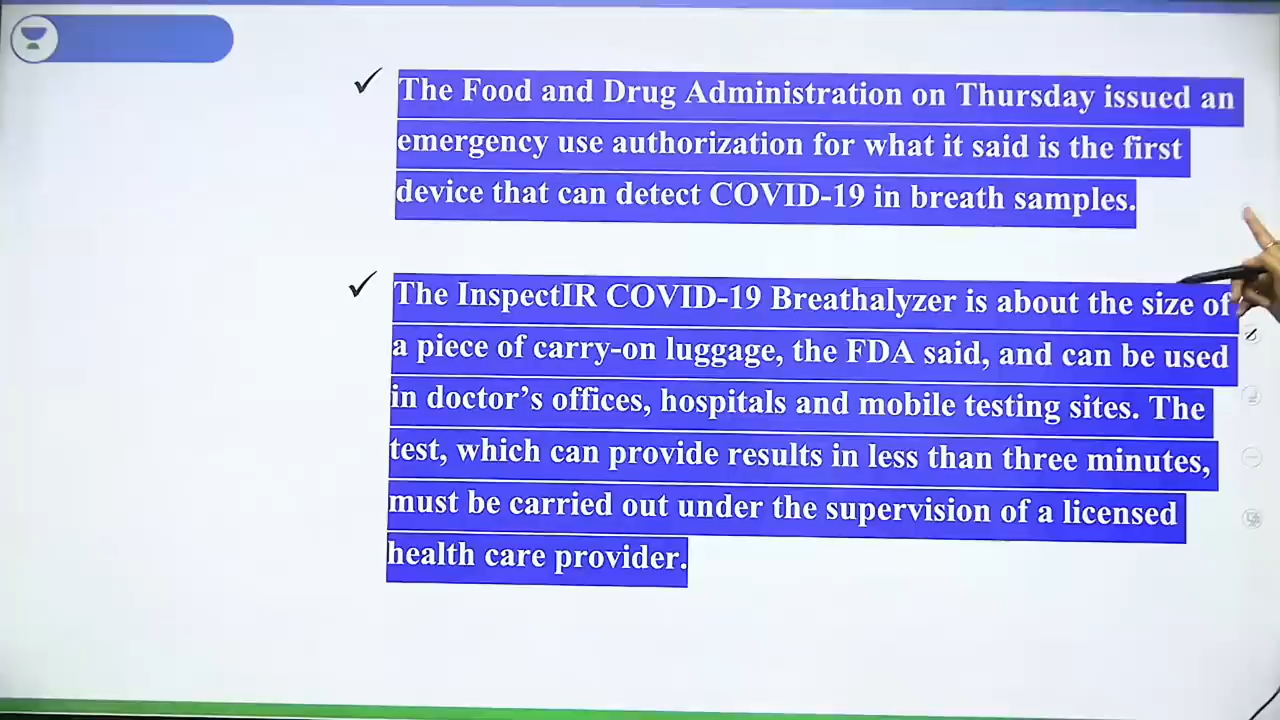 ✓ The Food and Drug Administration on Thursday issued an
emergency use authorization for what it said is the first
device that can detect COVID-19 in breath samples.
✓ The InspectIR COVID-19 Breathalyzer is about the size of
a piece of carry-on luggage, the FDA said, and can be used
in doctor’s offices, hospitals and mobile testing sites. The
test, which can provide results in less than three minutes,
must be carried out under the supervision of a licensed
health care provider.